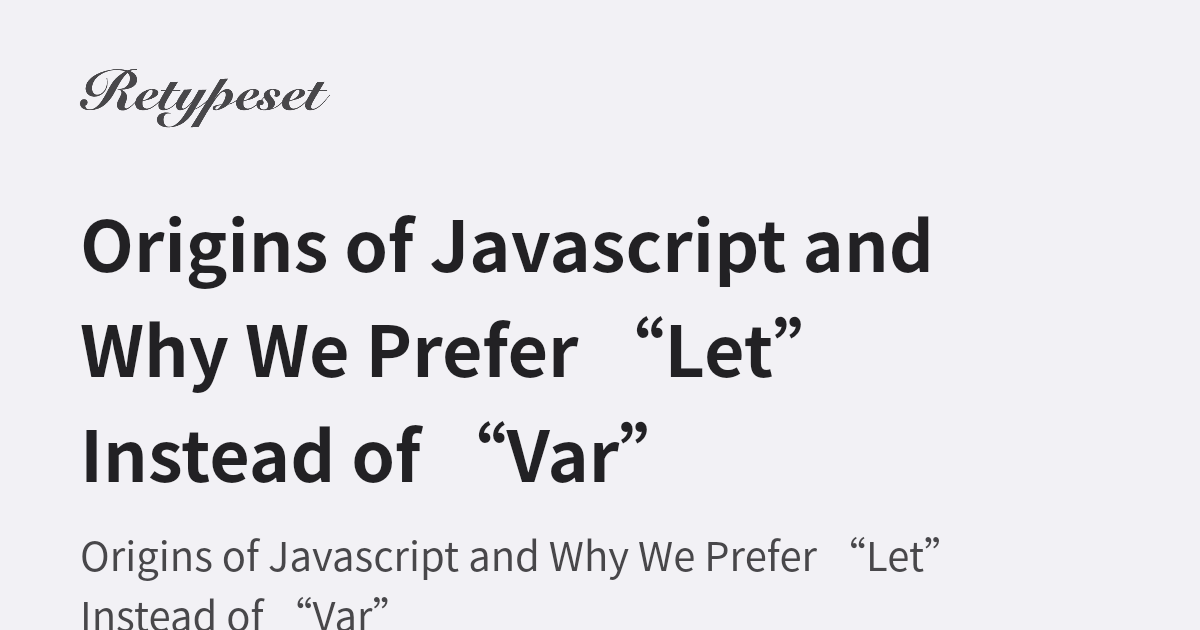 Retypeset
Origins of Javascript and
Why We Prefer “Let”
Instead of “Var”
Origins of Javascript and Why We Prefer “Let”
Instead of “Var”